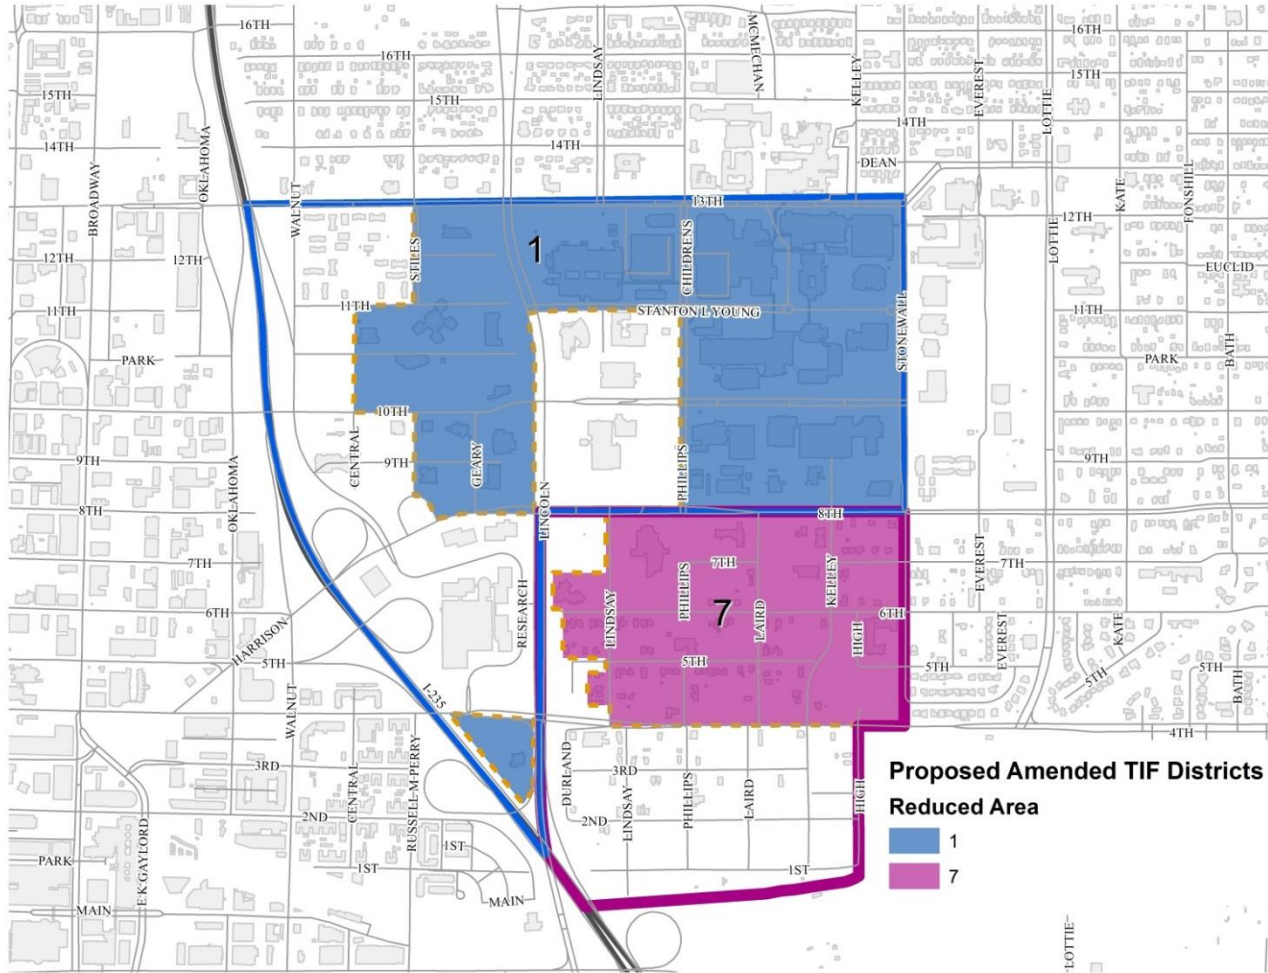 16TH
MCMECHAN
16TH
16TH
LINDSAY
KELLEY
EVEREST
15TH
15TH
15TH
LOTTIE
14TH
OKLAHOMA
14TH
14TH
DEAN
BROADWAY
WALNUT
13TH
KATE
FONSHILL
12TH
STILES
1
CHILDRENS
LOTTIE
12TH
12TH
EUCLID
11TH
11TH
STANTON L YOUNG
STONEWALL
11TH
PARK
PARK
BATH
10TH
CENTRAL
9TH
GEARY
PHILLIPS
9TH
9TH
OKLAHOMA
LINCOLN
8TH
8TH
7TH
7TH
EVEREST
7TH
RESEARCH
LINDSAY
PHILLIPS
7
LAIRD
KELLEY
6TH
6TH
HARRISON
HIGH
EVEREST
KATE
5TH
5TH
5TH
5TH
5TH
BATH
I-235
WALNUT
4TH
3RD
CENTRAL
RUSSELL M PERRY
DURLAND
3RD
LINDSAY
PHILLIPS
LAIRD
HIGH
Proposed Amended TIF Districts
Reduced Area
1
7
2ND
2ND
E K GAYLORD
PARK
1ST
1ST
1ST
MAIN
MAIN
LOTTIE